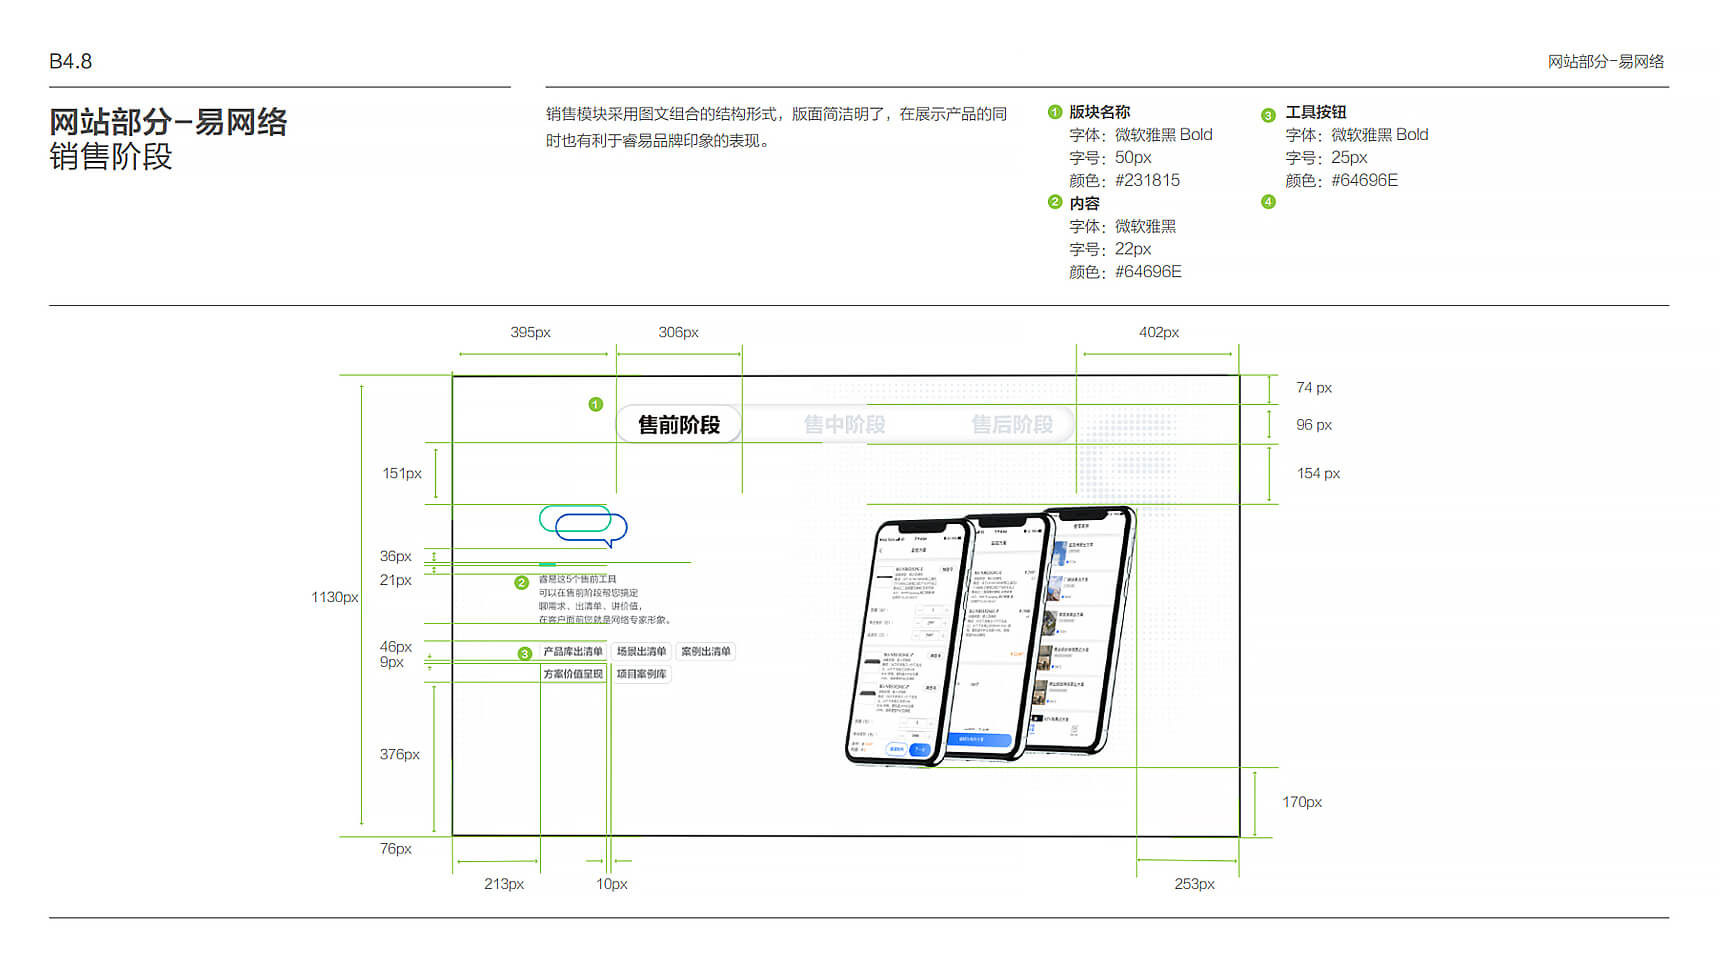 B4.8
网站部分-易网络
网站部分-易网络
销售阶段
销售模块采用图文组合的结构形式，版面简洁明了，在展示产品的同
时也有利于睿易品牌印象的表现。
1 版块名称
字体：微软雅黑 Bold
字号：50px
颜色：#231815
2 内容
字体：微软雅黑
字号：22px
颜色：#64696E
3 工具按钮
字体：微软雅黑 Bold
字号：25px
颜色：#64696E
4
395px
306px
402px
74 px
1
售前阶段
售中阶段
售后阶段
96 px
151px
154 px
36px
21px
2
睿易这5个售前工具
可以在售前阶段帮您搞定
聊需求、出清单、讲价值，
在客户面前您就是网络专家形象。
1130px
46px
9px
3
产品库出清单
场景出清单
案例出清单
方案价值呈现
项目案例库
376px
170px
76px
213px
10px
253px